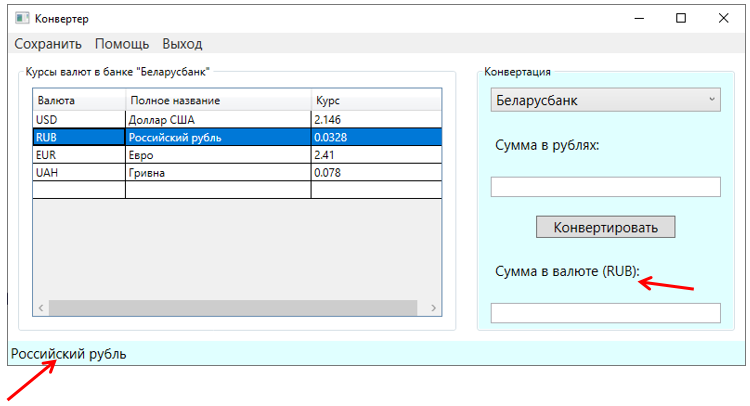 Конвертер
Сохранить Помощь Выход
Курсы валют в банке "Беларусбанк"
Валюта Полное название Курс
USD Доллар США 2.146
RUB Российский рубль 0.0328
EUR Евро 2.41
UAH Гривна 0.078
Конвертация
Беларусбанк
Сумма в рублях:
Конвертировать
Сумма в валюте (RUB):
Российский рубль